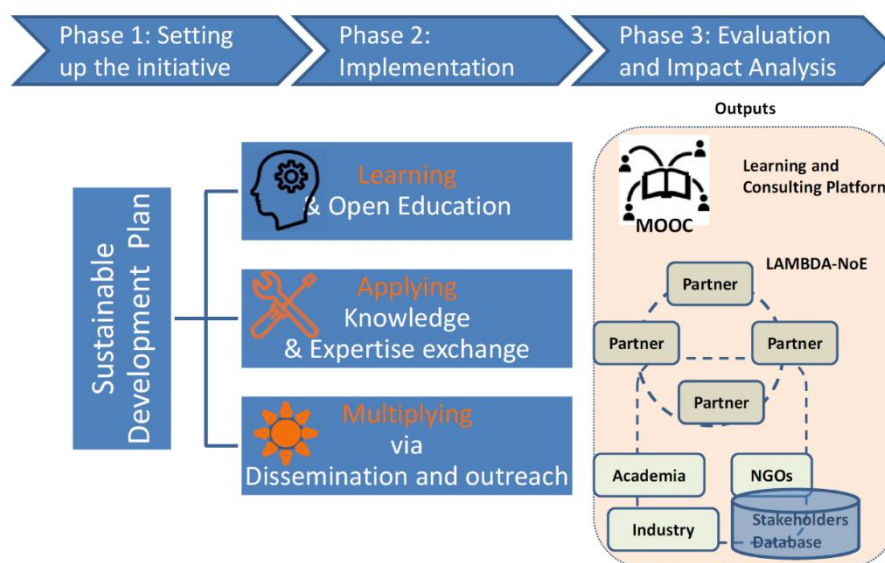 Phase 1: Setting
up the initiative
Phase 2:
Implementation
Phase 3: Evaluation
and Impact Analysis
Sustainable
Development Plan
Learning
& Open Education
Applying
Knowledge
& Expertise exchange
Multiplying
via
Dissemination and outreach
Outputs
MOOC
Learning and
Consulting Platform
LAMBDA-NoE
Partner
Partner
Partner
Partner
Academia
NGOs
Industry
Stakeholders
Database